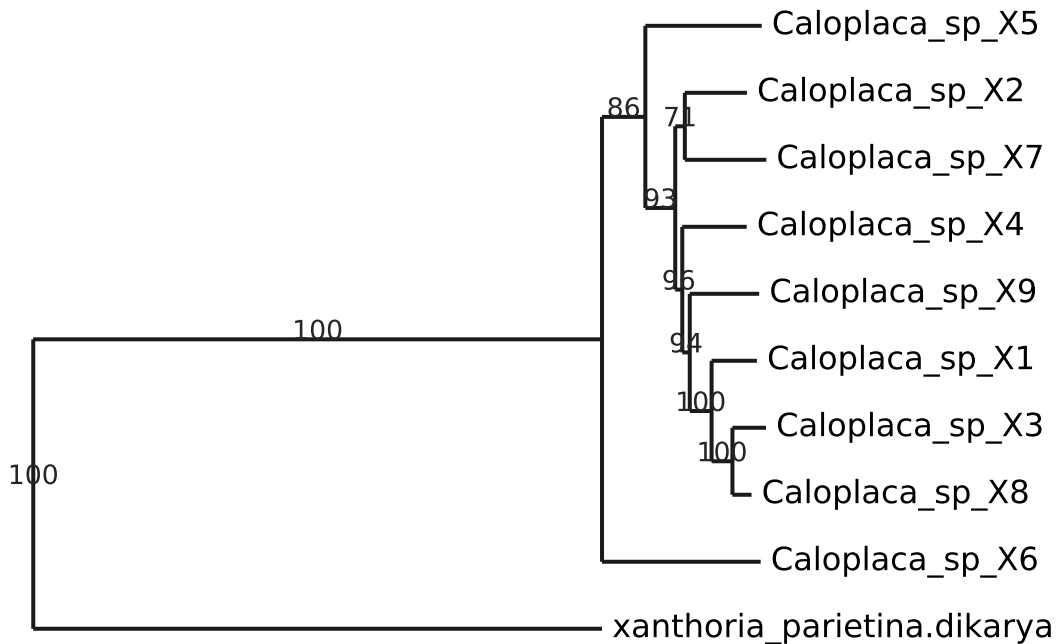 Caloplaca_sp_X5
Caloplaca_sp_X2
86
71
Caloplaca_sp_X7
93
Caloplaca_sp_X4
96
Caloplaca_sp_X9
100
94
Caloplaca_sp_X1
100
Caloplaca_sp_X3
100
100
Caloplaca_sp_X8
Caloplaca_sp_X6
xanthoria_parietina.dikarya